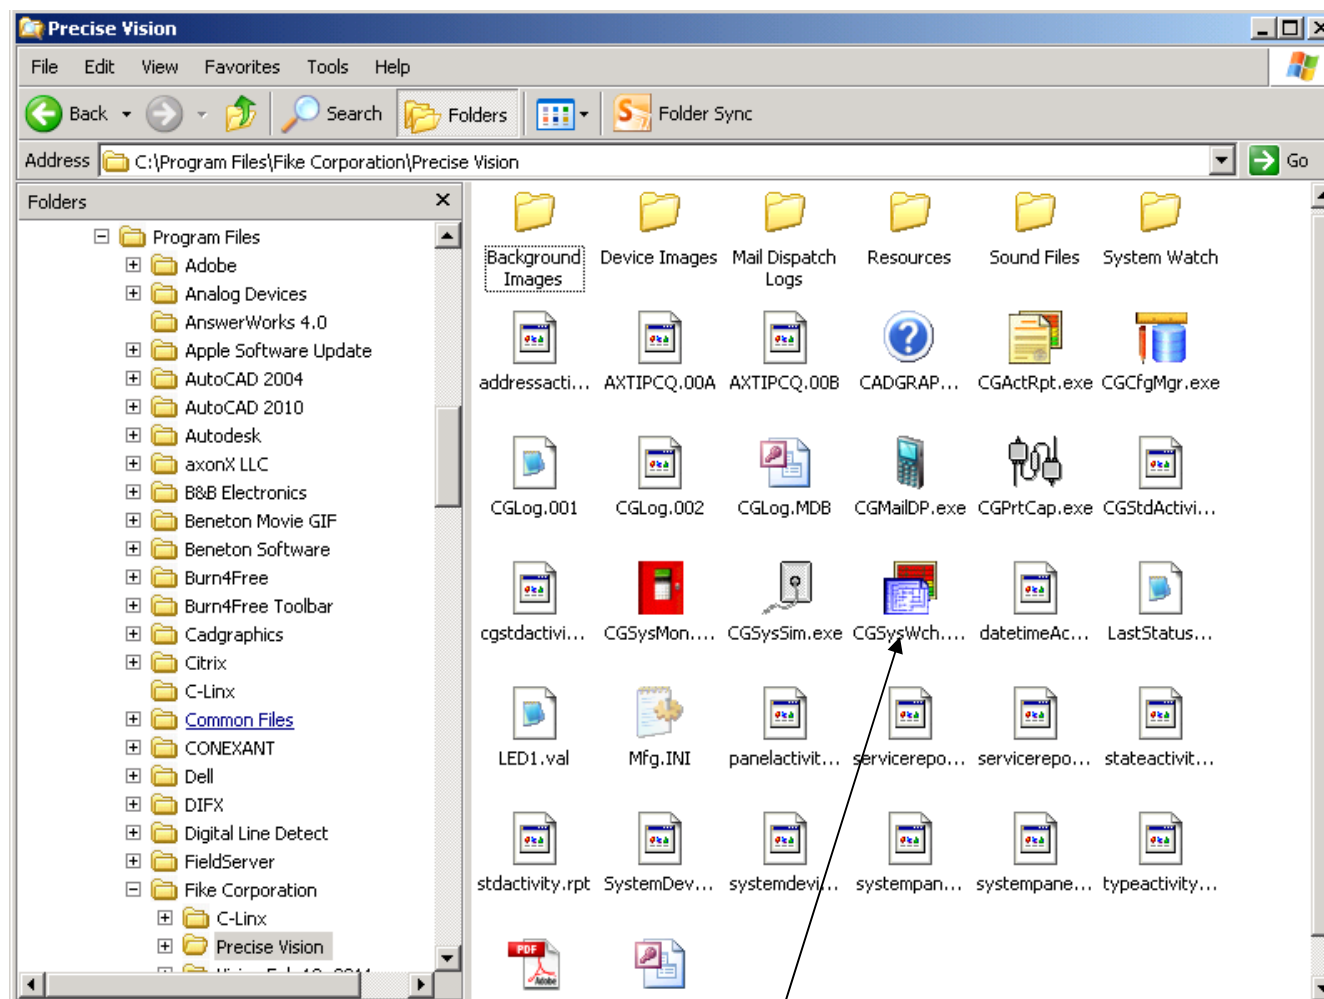 Precise Vision
File Edit View Favorites Tools Help
Back Search Folders Folder Sync
Address C:\Program Files\Fike Corporation\Precise Vision Go
Folders
Program Files
Adobe
Analog Devices
AnswerWorks 4.0
Apple Software Update
AutoCAD 2004
AutoCAD 2010
Autodesk
axonX LLC
B&B Electronics
Beneton Movie GIF
Beneton Software
Burn4Free
Burn4Free Toolbar
Cadgraphics
Citrix
C-Linx
Common Files
CONEXANT
Dell
DIFX
Digital Line Detect
FieldServer
Fike Corporation
C-Linx
Precise Vision
Background Images
Device Images
Mail Dispatch Logs
Resources
Sound Files
System Watch
addressacti...
AXTIPCQ.00A
AXTIPCQ.00B
CADGRAP...
CGActRpt.exe
CGCfgMgr.exe
CGLog.001
CGLog.002
CGLog.MDB
CGMailDP.exe
CGPrtCap.exe
CGStdActivi...
cgstdactivi...
CGSysMon....
CGSysSim.exe
CGSysWch....
datetimeAc...
LastStatus...
LED1.val
Mfg.INI
panelactivit...
servicerepo...
servicerepo...
stateactivit...
stdactivity.rpt
SystemDev...
systemdevi...
systempan...
systempane...
typeactivity...
PDF
Adobe